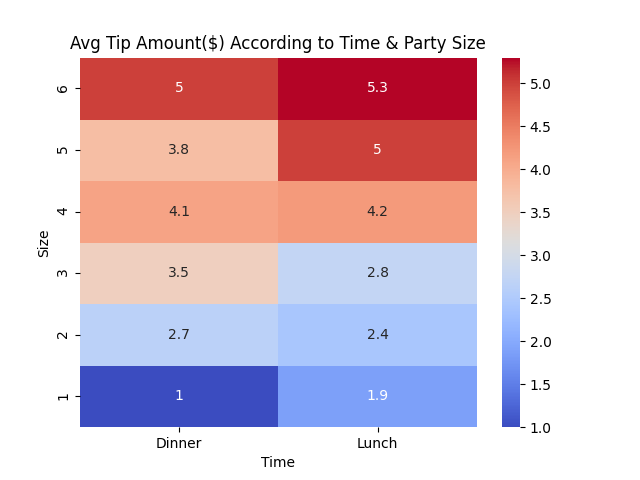 Avg Tip Amount($) According to Time & Party Size
6 5 5.3
5 3.8 5
4 4.1 4.2
3 3.5 2.8
2 2.7 2.4
1 1 1.9
Dinner Lunch
Time
Size
5.0
4.5
4.0
3.5
3.0
2.5
2.0
1.5
1.0